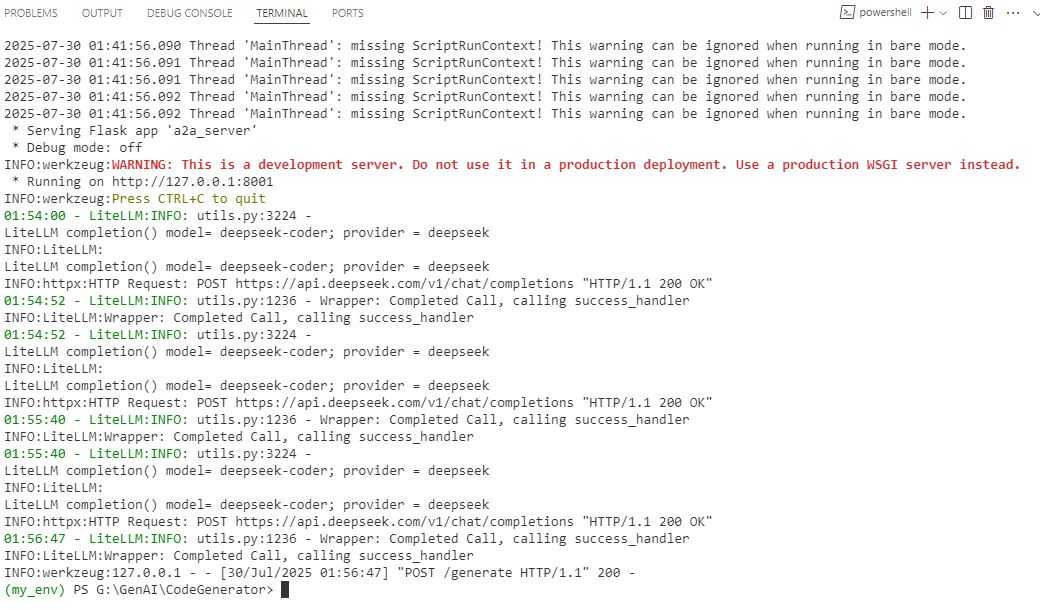 PROBLEMS OUTPUT DEBUG CONSOLE TERMINAL PORTS powershell
2025-07-30 01:41:56.090 Thread 'MainThread': missing ScriptRunContext! This warning can be ignored when running in bare mode.
2025-07-30 01:41:56.091 Thread 'MainThread': missing ScriptRunContext! This warning can be ignored when running in bare mode.
2025-07-30 01:41:56.091 Thread 'MainThread': missing ScriptRunContext! This warning can be ignored when running in bare mode.
2025-07-30 01:41:56.092 Thread 'MainThread': missing ScriptRunContext! This warning can be ignored when running in bare mode.
2025-07-30 01:41:56.092 Thread 'MainThread': missing ScriptRunContext! This warning can be ignored when running in bare mode.
* Serving Flask app 'a2a_server'
* Debug mode: off
INFO:werkzeug:WARNING: This is a development server. Do not use it in a production deployment. Use a production WSGI server instead.
* Running on http://127.0.0.1:8001
INFO:werkzeug:Press CTRL+C to quit
01:54:00 - LiteLLM:INFO: utils.py:3224 -
LiteLLM completion() model= deepseek-coder; provider = deepseek
INFO:LiteLLM:
LiteLLM completion() model= deepseek-coder; provider = deepseek
INFO:httpx:HTTP Request: POST https://api.deepseek.com/v1/chat/completions "HTTP/1.1 200 OK"
01:54:52 - LiteLLM:INFO: utils.py:1236 - Wrapper: Completed Call, calling success_handler
INFO:LiteLLM:Wrapper: Completed Call, calling success_handler
01:54:52 - LiteLLM:INFO: utils.py:3224 -
LiteLLM completion() model= deepseek-coder; provider = deepseek
INFO:LiteLLM:
LiteLLM completion() model= deepseek-coder; provider = deepseek
INFO:httpx:HTTP Request: POST https://api.deepseek.com/v1/chat/completions "HTTP/1.1 200 OK"
01:55:40 - LiteLLM:INFO: utils.py:1236 - Wrapper: Completed Call, calling success_handler
INFO:LiteLLM:Wrapper: Completed Call, calling success_handler
01:55:40 - LiteLLM:INFO: utils.py:3224 -
LiteLLM completion() model= deepseek-coder; provider = deepseek
INFO:LiteLLM:
LiteLLM completion() model= deepseek-coder; provider = deepseek
INFO:httpx:HTTP Request: POST https://api.deepseek.com/v1/chat/completions "HTTP/1.1 200 OK"
01:56:47 - LiteLLM:INFO: utils.py:1236 - Wrapper: Completed Call, calling success_handler
INFO:LiteLLM:Wrapper: Completed Call, calling success_handler
INFO:werkzeug:127.0.0.1 - - [30/Jul/2025 01:56:47] "POST /generate HTTP/1.1" 200 -
(my_env) PS G:\GenAI\CodeGenerator>